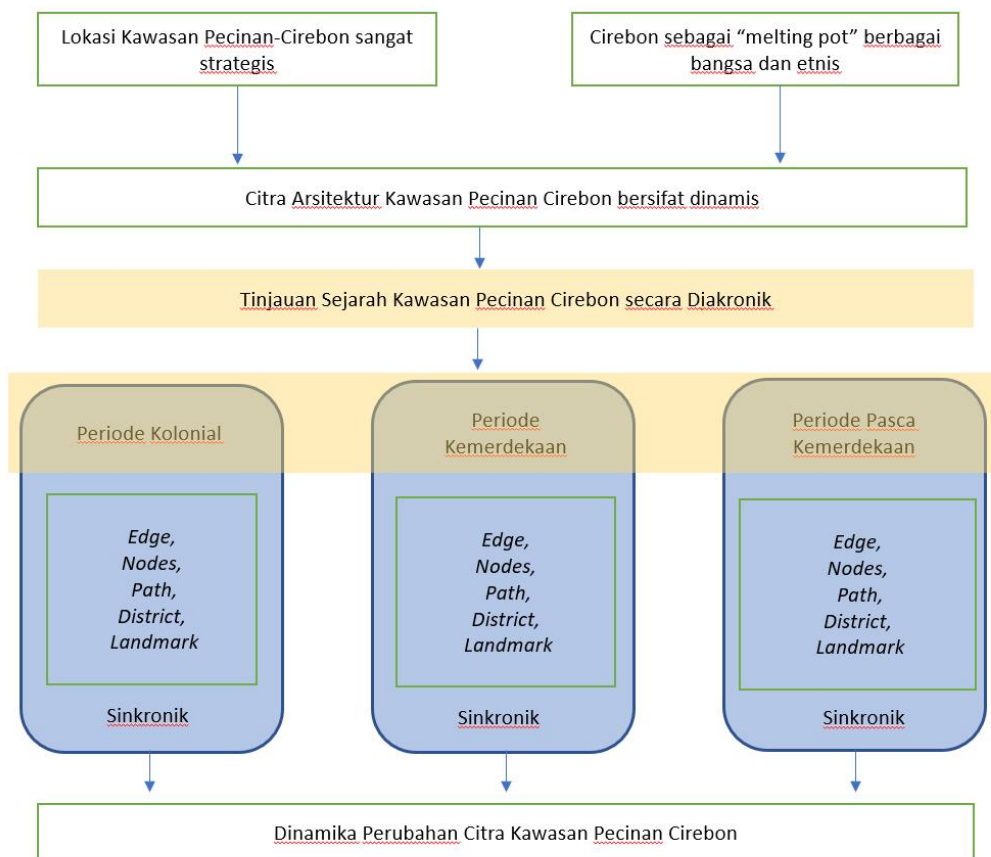 Lokasi Kawasan Pecinan-Cirebon sangat
strategis
Cirebon sebagai “melting pot” berbagai
bangsa dan etnis
Citra Arsitektur Kawasan Pecinan Cirebon bersifat dinamis
Tinjauan Sejarah Kawasan Pecinan Cirebon secara Diakronik
Periode Kolonial
Periode
Kemerdekaan
Periode Pasca
Kemerdekaan
Edge,
Nodes,
Path,
District,
Landmark
Sinkronik
Edge,
Nodes,
Path,
District,
Landmark
Sinkronik
Edge,
Nodes,
Path,
District,
Landmark
Sinkronik
Dinamika Perubahan Citra Kawasan Pecinan Cirebon